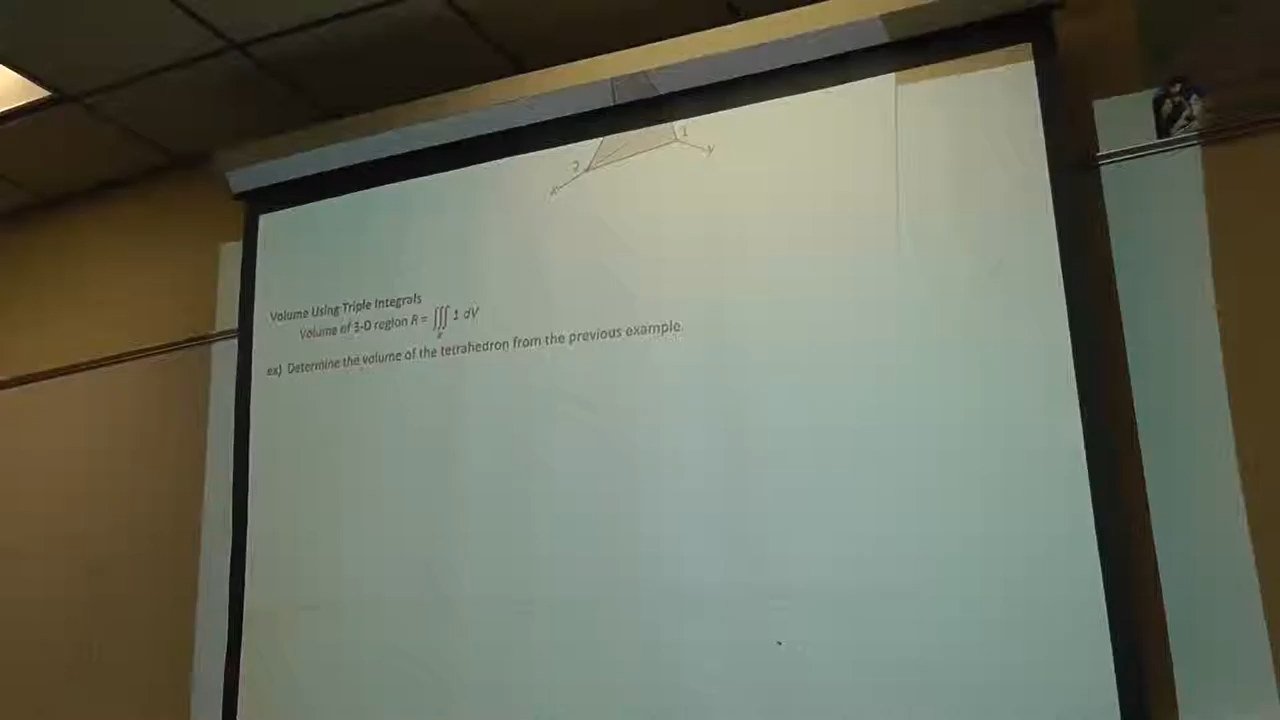 1
2
y
x
Volume Using Triple Integrals
Volume of 3-D region R = ∭ 1 dV
R
ex) Determine the volume of the tetrahedron from the previous example.